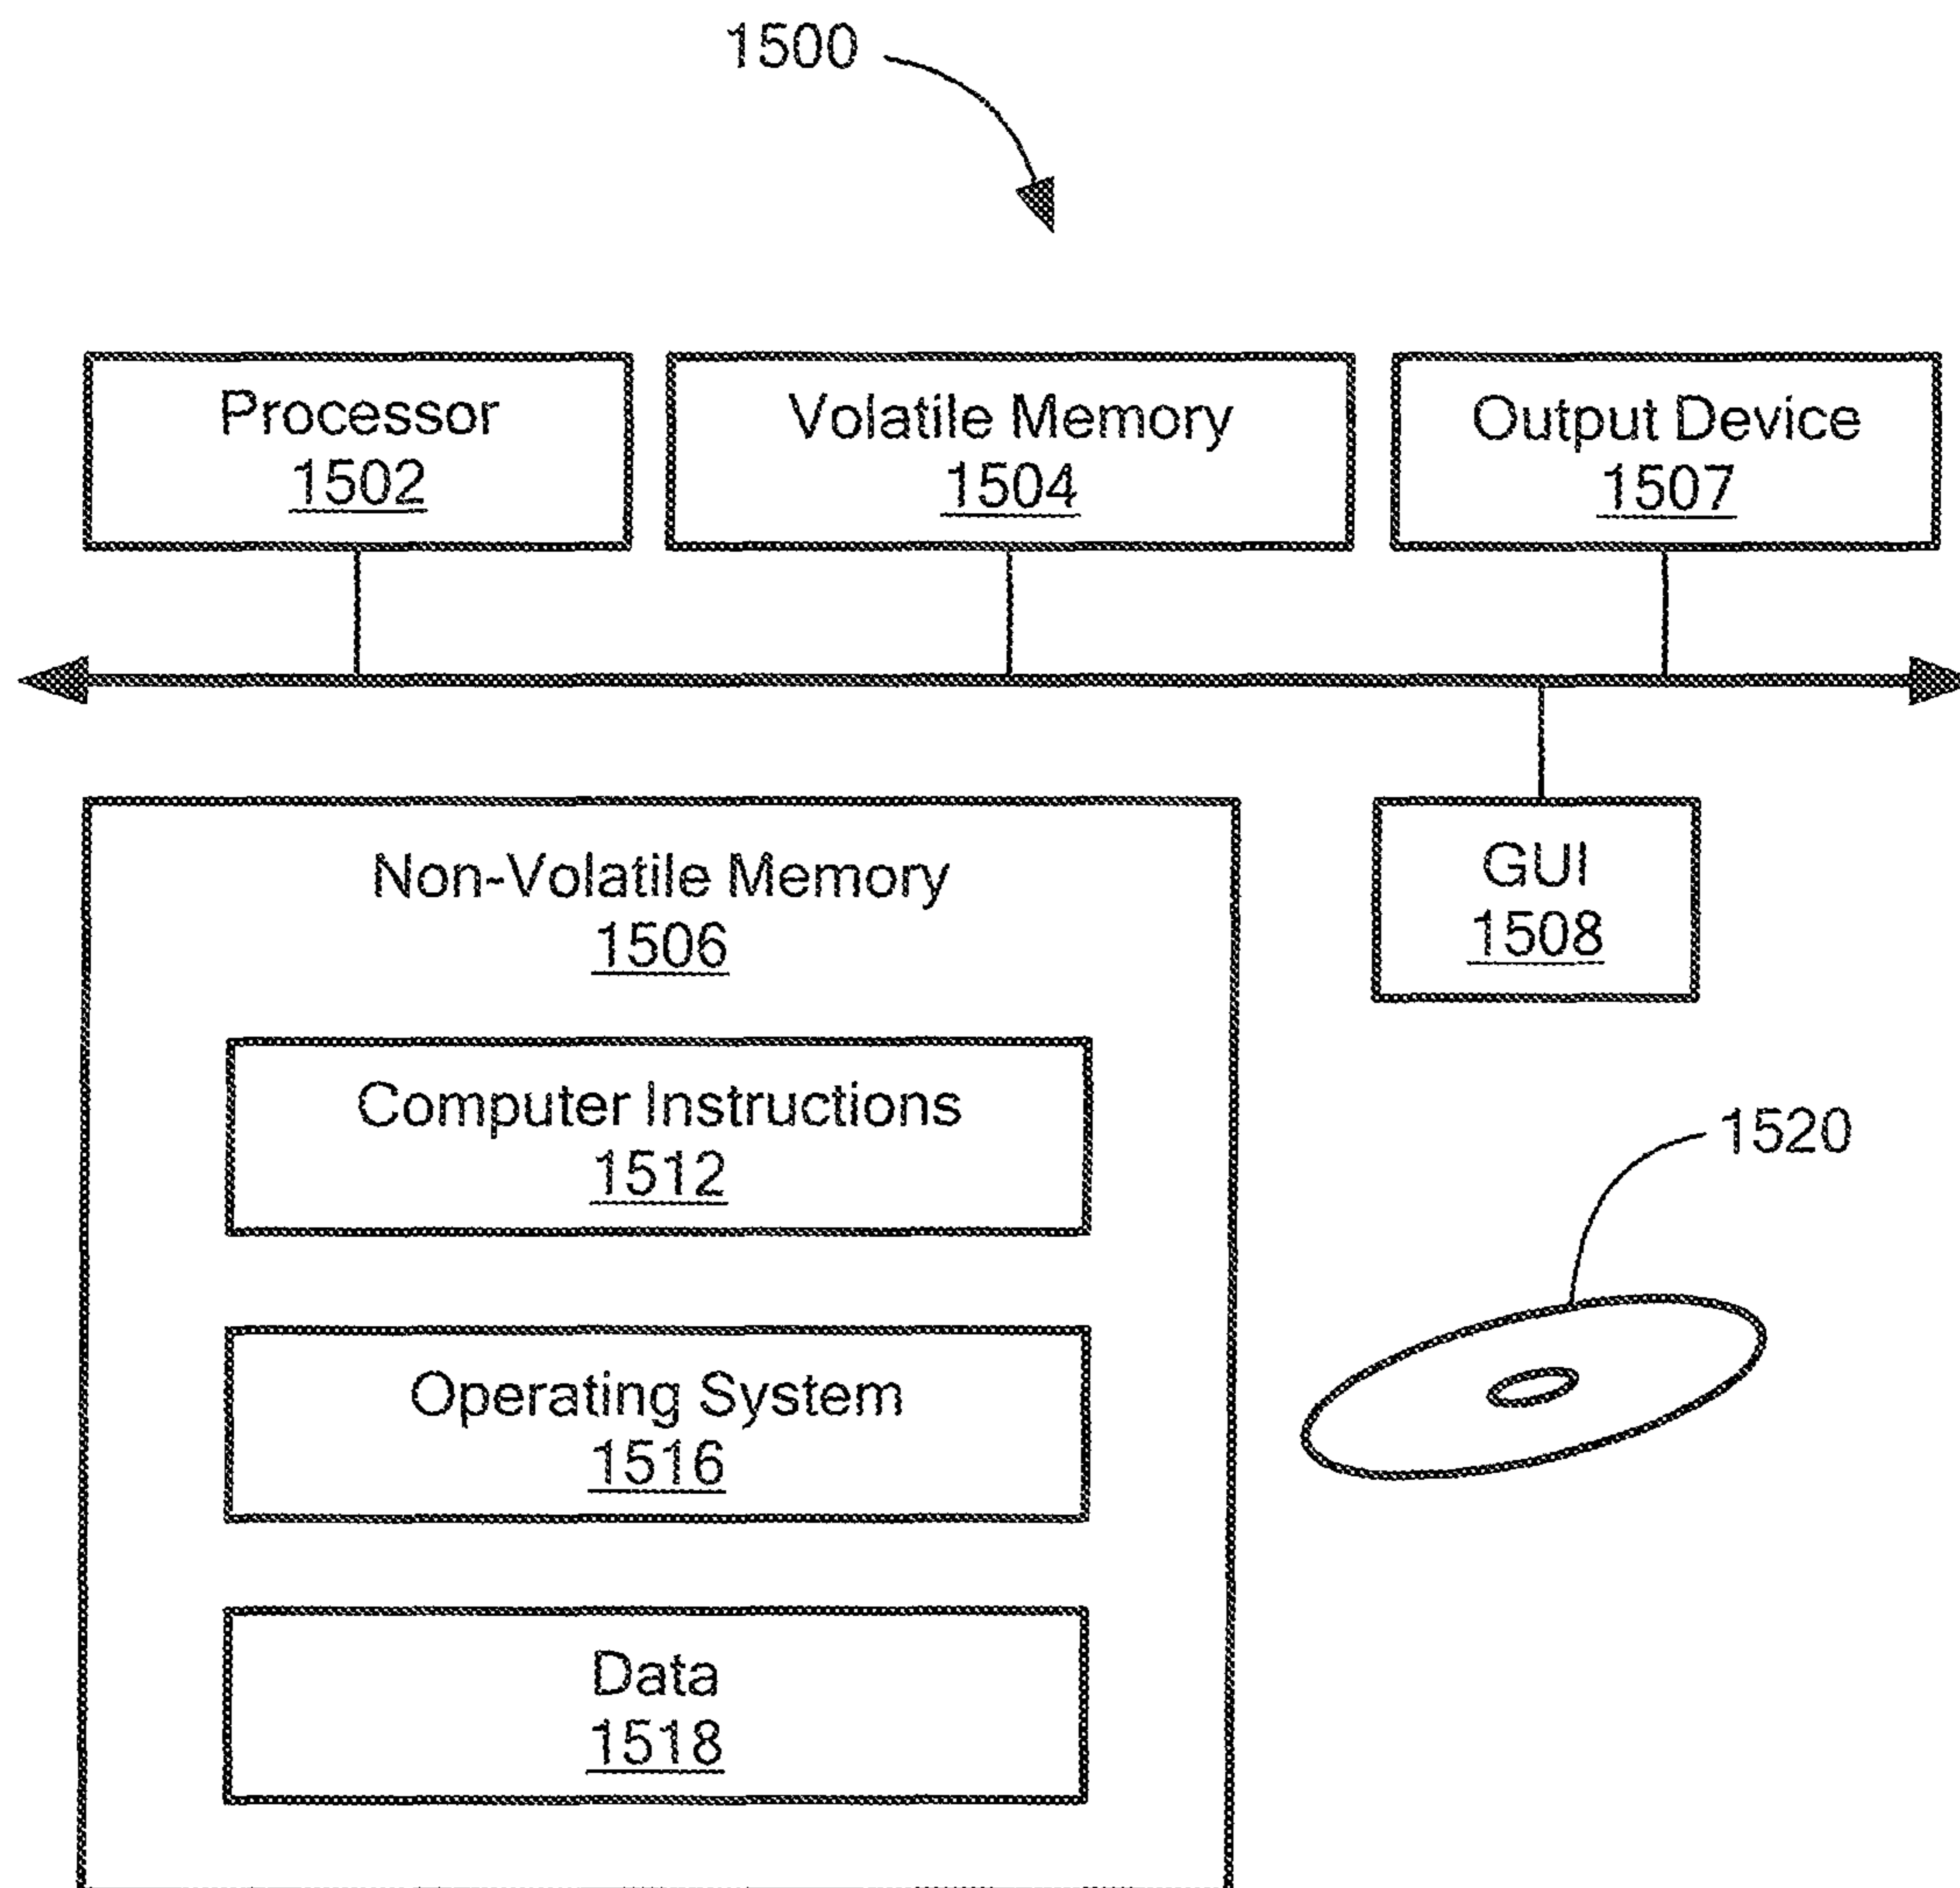 1500
Processor
1502
Volatile Memory
1504
Output Device
1507
Non-Volatile Memory
1506
GUI
1508
Computer Instructions
1512
1520
Operating System
1516
Data
1518